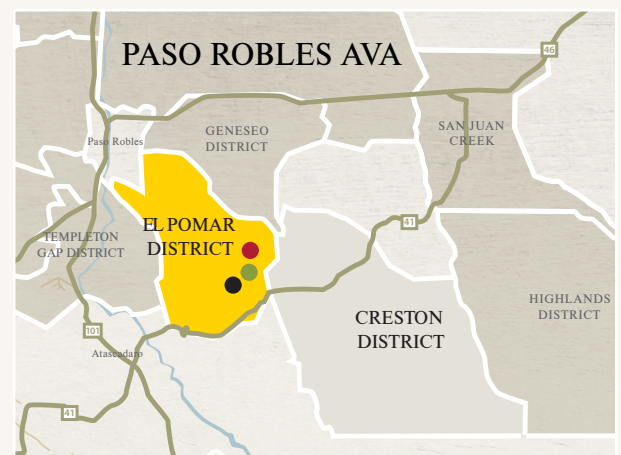 PASO ROBLES AVA
46
Paso Robles
GENESEO
DISTRICT
SAN JUAN
CREEK
EL POMAR
DISTRICT
41
TEMPLETON
GAP DISTRICT
HIGHLANDS
DISTRICT
CRESTON
DISTRICT
101
Atascadaro
41